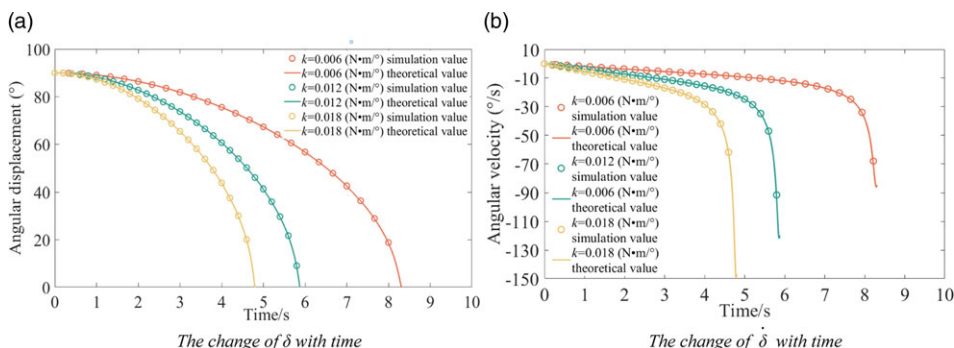 (a)
100
80
60
40
20
0
Angular displacement (°)
k=0.006 (N•m/°) simulation value
k=0.006 (N•m/°) theoretical value
k=0.012 (N•m/°) simulation value
k=0.012 (N•m/°) theoretical value
k=0.018 (N•m/°) simulation value
k=0.018 (N•m/°) theoretical value
0 1 2 3 4 5 6 7 8 9 10
Time/s
The change of δ with time
(b)
10
-10
-30
-50
-70
-90
-110
-130
-150
Angular velocity (°/s)
k=0.006 (N•m/°)
simulation value
k=0.006 (N•m/°)
theoretical value
k=0.012 (N•m/°)
simulation value
k=0.006 (N•m/°)
theoretical value
k=0.018 (N•m/°)
simulation value
k=0.018 (N•m/°)
theoretical value
0 1 2 3 4 5 6 7 8 9 10
Time/s
The change of δ̇ with time